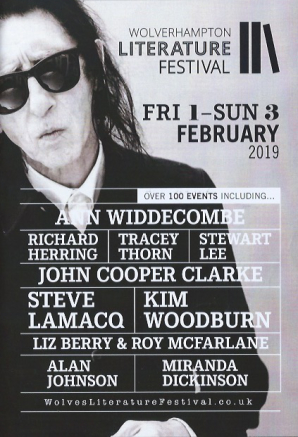 WOLVERHAMPTON
LITERATURE
FESTIVAL
FRI 1–SUN 3
FEBRUARY
2019
OVER 100 EVENTS INCLUDING...
ANN WIDDECOMBE
RICHARD HERRING
TRACEY THORN
STEWART LEE
JOHN COOPER CLARKE
STEVE LAMACQ
KIM WOODBURN
LIZ BERRY & ROY MCFARLANE
ALAN JOHNSON
MIRANDA DICKINSON
WolvesLiteratureFestival.co.uk